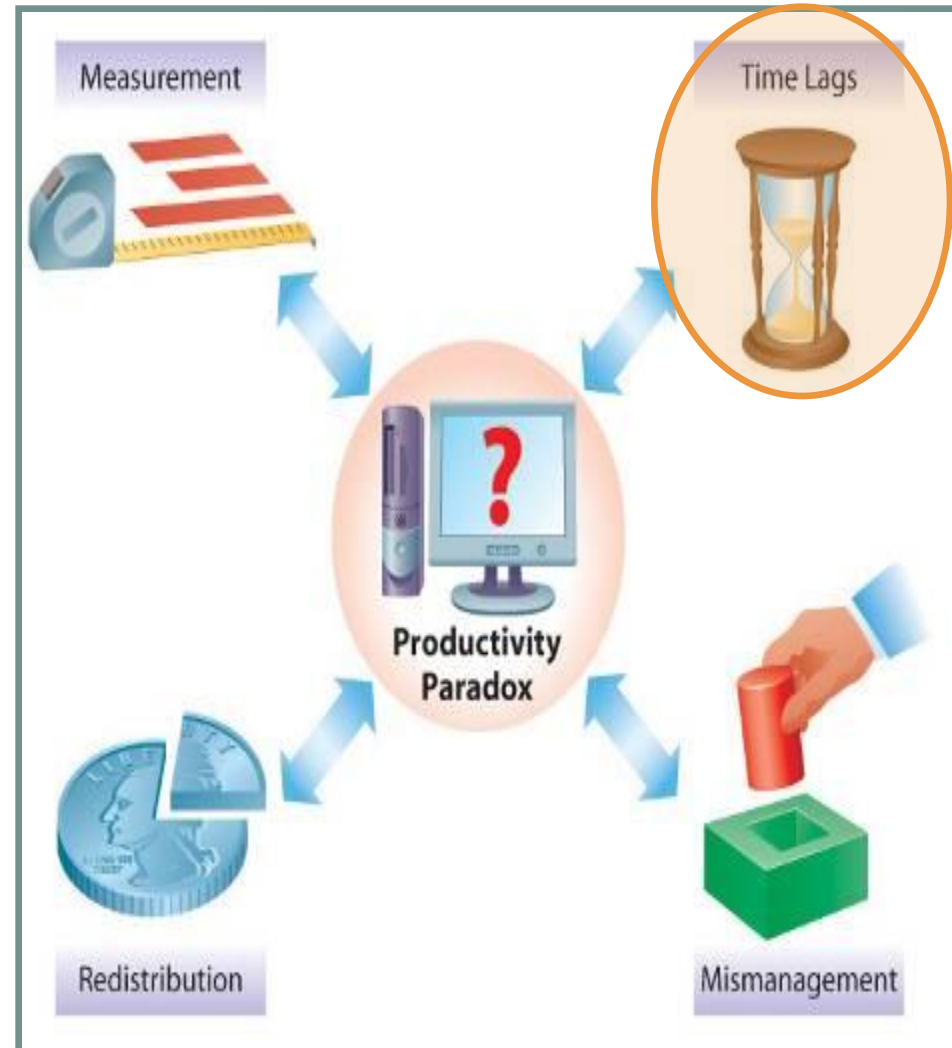 Measurement
Time Lags
?
Productivity
Paradox
Redistribution
Mismanagement